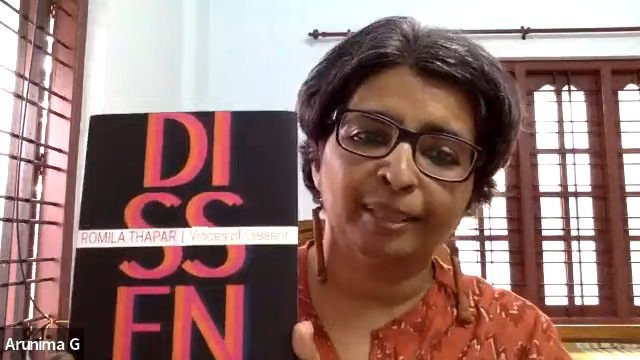 DI
SS
ROMILA THAPAR | Voices of Dissent
SS
EN
Arunima G